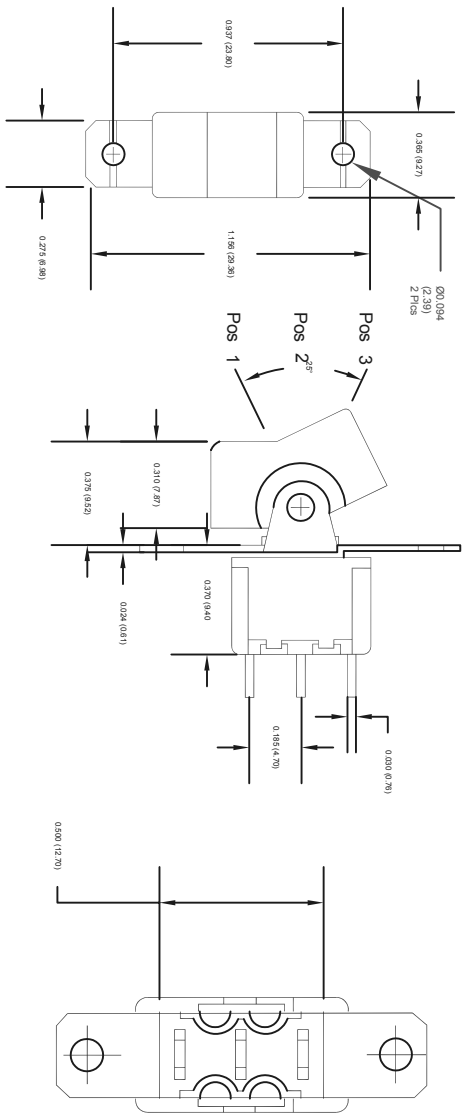 0.937 (23.80)
0.365 (9.27)
Ø0.094
(2.39)
2 Plcs
0.275 (6.98)
1.156 (29.36)
Pos 3
Pos 2
25°
Pos 1
0.375 (9.52)
0.310 (7.87)
0.024 (0.61)
0.370 (9.40
0.185 (4.70)
0.030 (0.76)
0.500 (12.70)